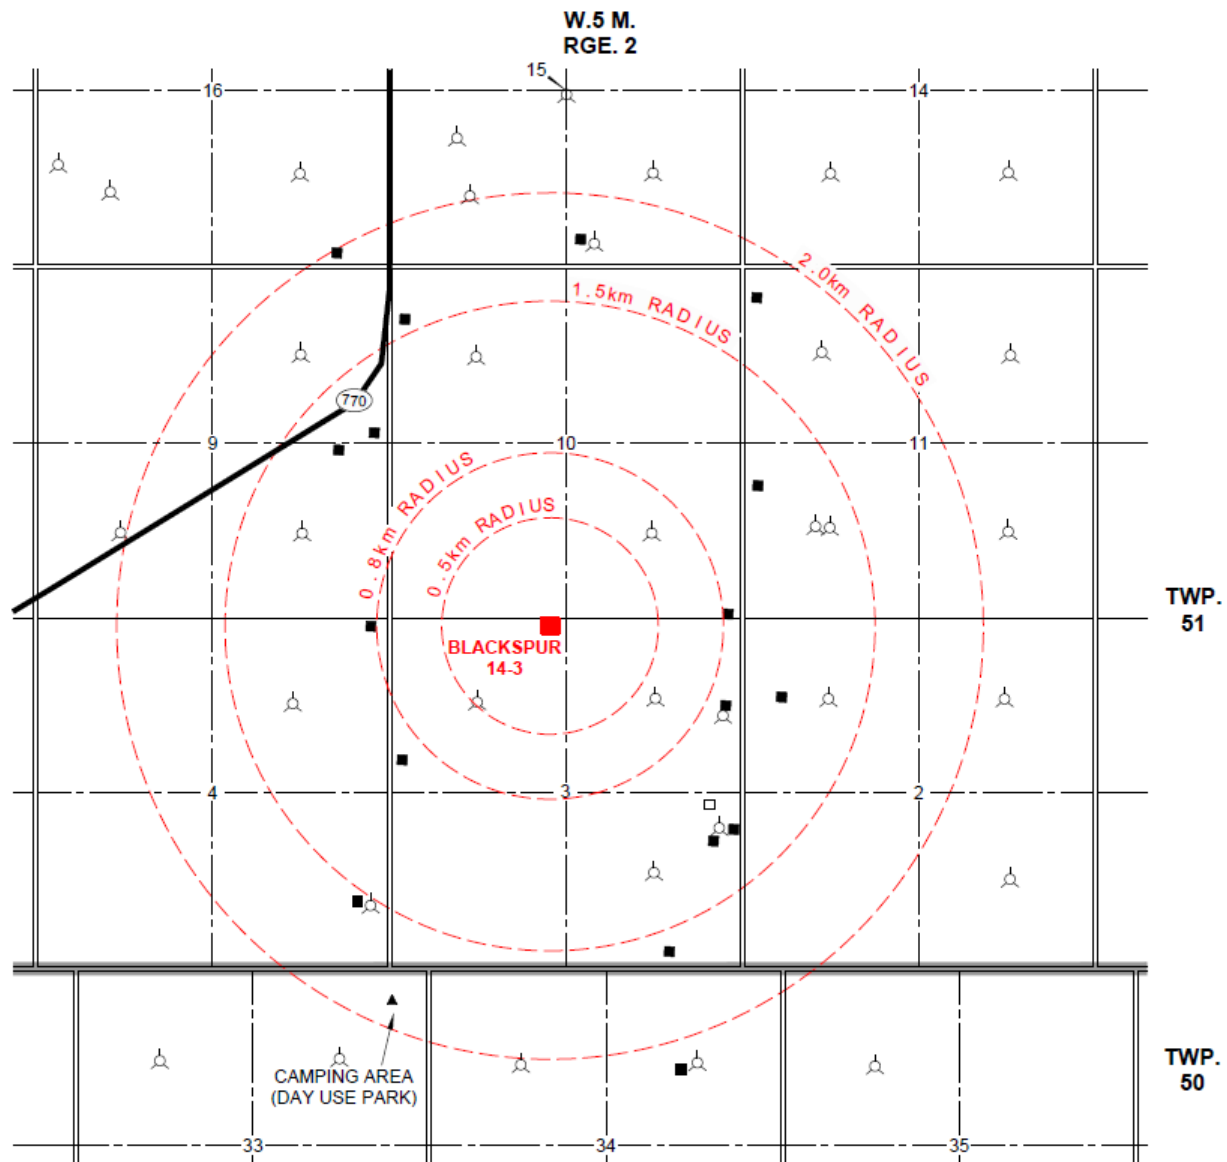 W.5 M.
RGE. 2
15
16
14
2.0km RADIUS
1.5km RADIUS
770
9
10
11
0.8km RADIUS
0.5km RADIUS
TWP.
51
BLACKSPUR
14-3
4
3
2
CAMPING AREA
(DAY USE PARK)
TWP.
50
33
34
35